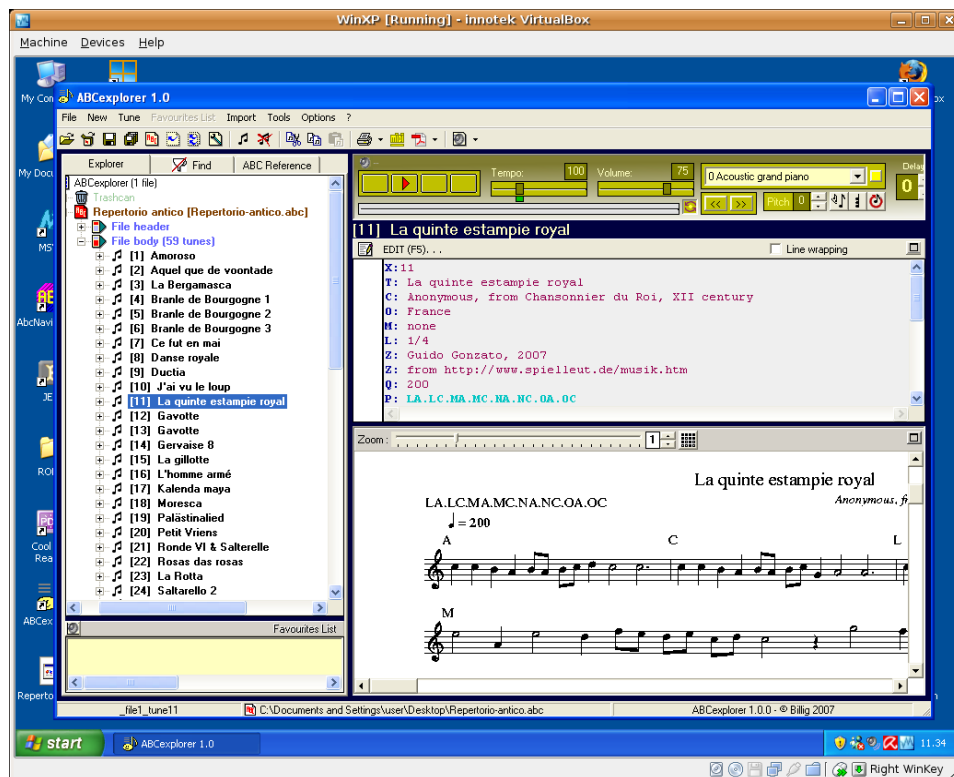 WinXP [Running] - innotek VirtualBox
Machine Devices Help
My Con
ABCexplorer 1.0
File New Tune Favourites List Import Tools Options ?
Explorer Find ABC Reference
ABCexplorer (1 file)
Trashcan
Repertorio antico [Repertorio-antico.abc]
File header
File body (59 tunes)
[1] Amoroso
[2] Aquel que de voontade
[3] La Bergamasca
[4] Branle de Bourgogne 1
[5] Branle de Bourgogne 2
[6] Branle de Bourgogne 3
[7] Ce fut en mai
[8] Danse royale
[9] Ductia
[10] J'ai vu le loup
[11] La quinte estampie royal
[12] Gavotte
[13] Gavotte
[14] Gervaise 8
[15] La gillotte
[16] L'homme armé
[17] Kalenda maya
[18] Moresca
[19] Palästinalied
[20] Petit Vriens
[21] Ronde VI & Salterelle
[22] Rosas das rosas
[23] La Rotta
[24] Saltarello 2
Favourites List
Tempo: 100 Volume: 75 0 Acoustic grand piano Delay
<< >> Pitch 0 0
[11] La quinte estampie royal
EDIT (F5). . . Line wrapping
X:11
T: La quinte estampie royal
C: Anonymous, from Chansonnier du Roi, XII century
O: France
M: none
L: 1/4
Z: Guido Gonzato, 2007
Z: from http://www.spielleut.de/musik.htm
Q: 200
P: LA.LC.MA.MC.NA.NC.OA.OC
Zoom : 1
La quinte estampie royal
LA.LC.MA.MC.NA.NC.OA.OC
Anonymous, fr
= 200
A C L
M
_file1_tune11 C:\Documents and Settings\user\Desktop\Repertorio-antico.abc ABCexplorer 1.0.0 - © Billig 2007
My Docu
MS
AbcNavi
JE
ROI
Cool
Rea
ABCex
Reperto
start ABCexplorer 1.0 11.34
Right WinKey